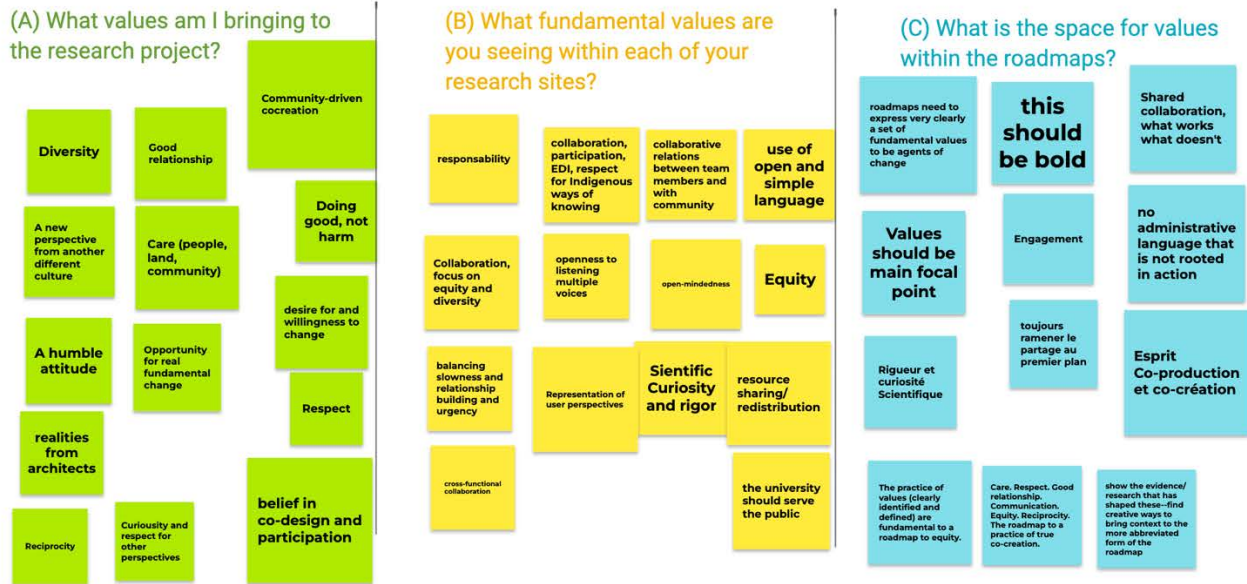 (A) What values am I bringing to
the research project?
Community-driven
cocreation
Diversity
Good
relationship
Doing
good, not
harm
A new
perspective
from another
different
culture
Care (people,
land,
community)
desire for and
willingness to
change
A humble
attitude
Opportunity
for real
fundamental
change
Respect
realities
from
architects
belief in
co-design and
participation
Reciprocity
Curiousity and
respect for
other
perspectives
(B) What fundamental values are
you seeing within each of your
research sites?
responsability
collaboration,
participation,
EDI, respect
for Indigenous
ways of
knowing
collaborative
relations
between team
members and
with
community
use of
open and
simple
language
Collaboration,
focus on
equity and
diversity
openness to
listening
multiple
voices
open-mindedness
Equity
balancing
slowness and
relationship
building and
urgency
Representation of
user perspectives
Sientific
Curiosity
and rigor
resource
sharing/
redistribution
cross-functional
collaboration
the university
should serve
the public
(C) What is the space for values
within the roadmaps?
roadmaps need to
express very clearly
a set of
fundamental values
to be agents of
change
this
should
be bold
Shared
collaboration,
what works
what doesn't
Values
should be
main focal
point
Engagement
no
administrative
language that
is not rooted
in action
Rigueur et
curiosité
Scientifique
toujours
ramener le
partage au
premier plan
Esprit
Co-production
et co-création
The practice of
values (clearly
identified and
defined) are
fundamental to a
roadmap to equity.
Care. Respect. Good
relationship.
Communication.
Equity. Reciprocity.
The roadmap to a
practice of true
co-creation.
show the evidence/
research that has
shaped these--find
creative ways to
bring context to the
more abbreviated
form of the
roadmap